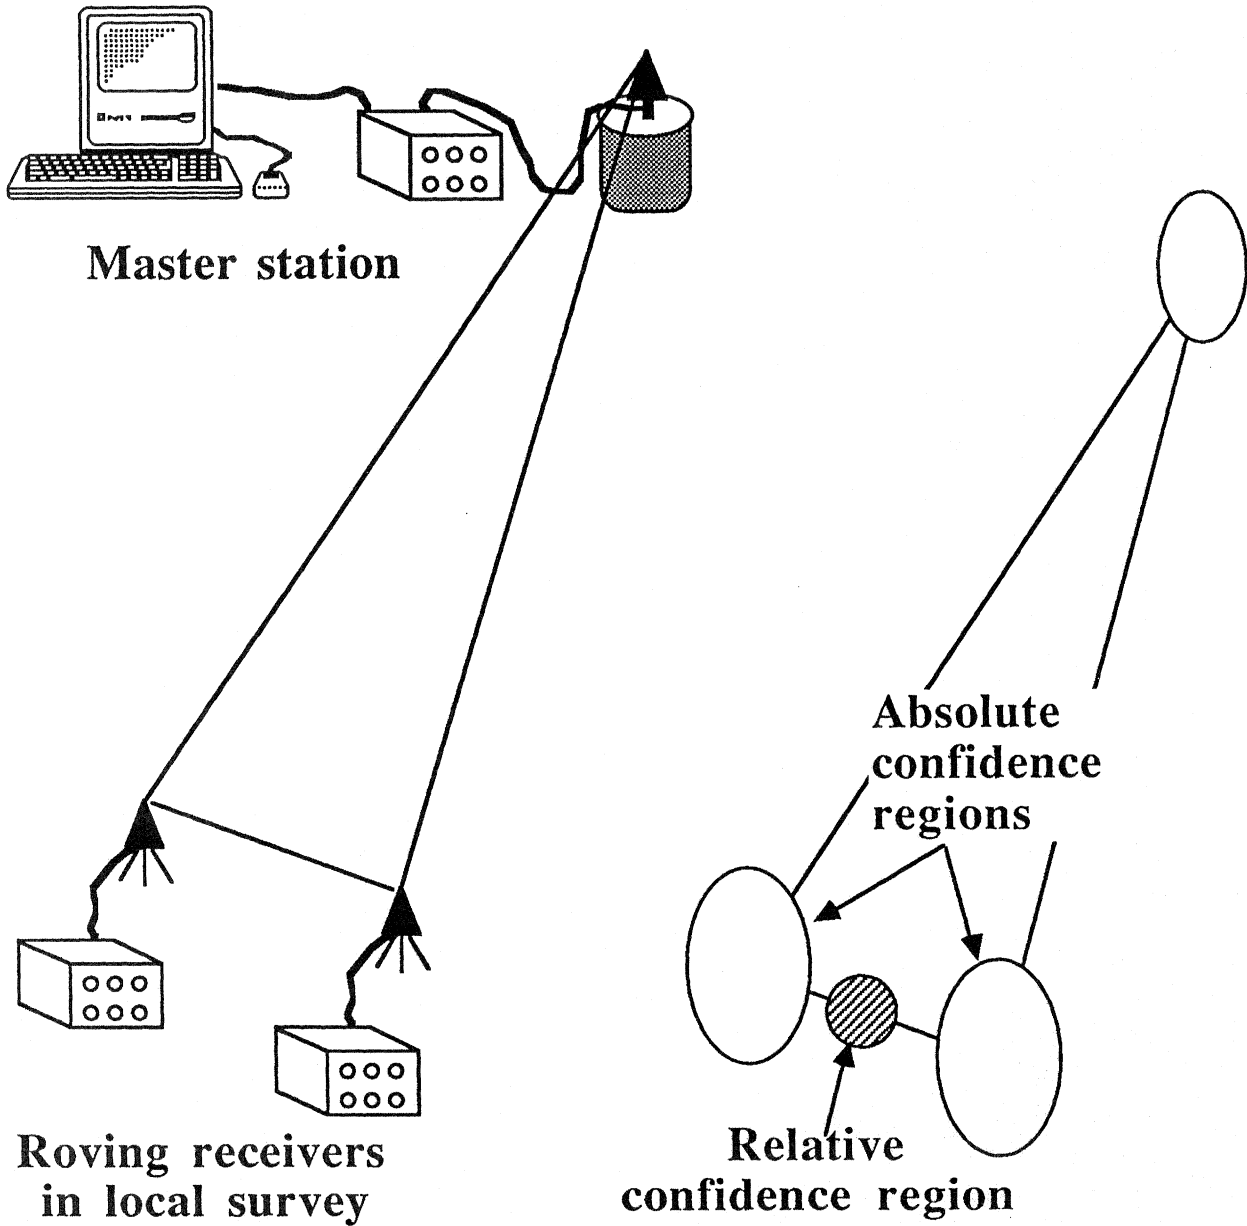 Master station
Absolute
confidence
regions
Roving receivers
in local survey
Relative
confidence region